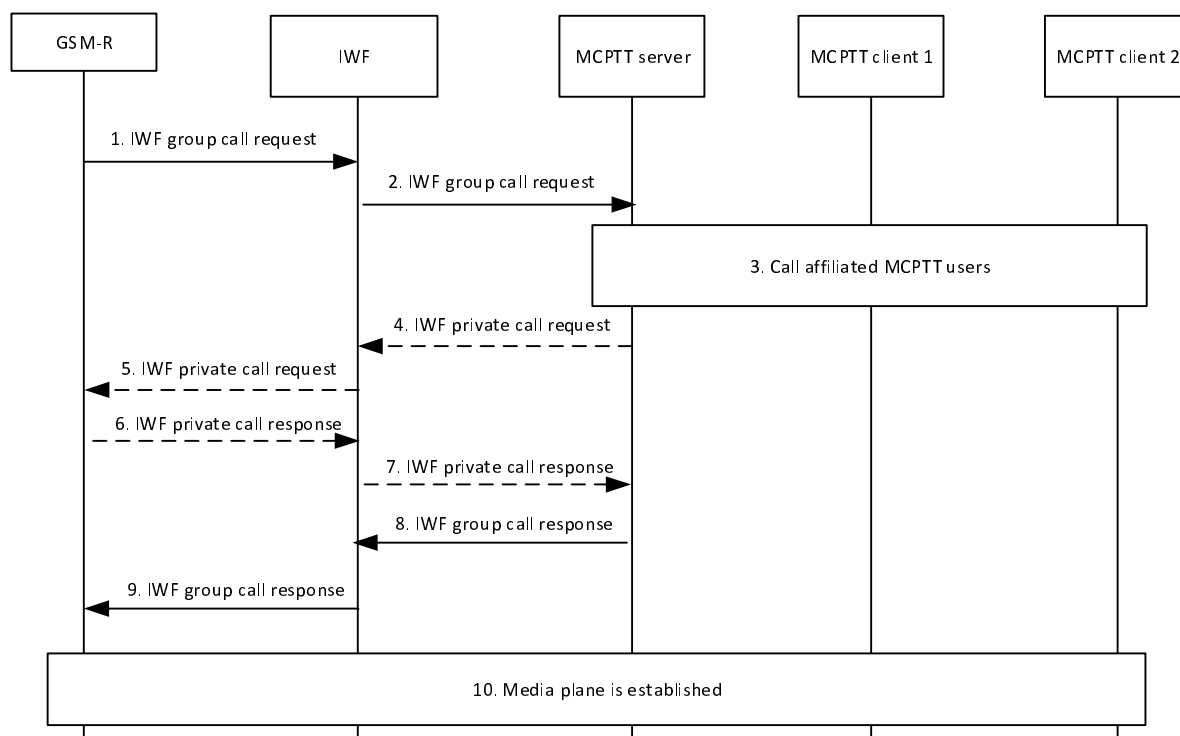 GSM-R
IWF
MCPTT server
MCPTT client 1
MCPTT client 2
1. IWF group call request
2. IWF group call request
3. Call affiliated MCPTT users
4. IWF private call request
5. IWF private call request
6. IWF private call response
7. IWF private call response
8. IWF group call response
9. IWF group call response
10. Media plane is established